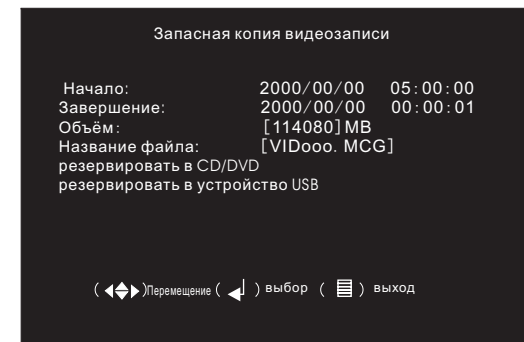 Запасная копия видеозаписи
Начало: 2000/00/00 05:00:00
Завершение: 2000/00/00 00:00:01
Объём: [114080]MB
Название файла: [VIDooo. MCG]
резервировать в CD/DVD
резервировать в устройство USB
( )Перемещение ( ) выбор ( ) выход